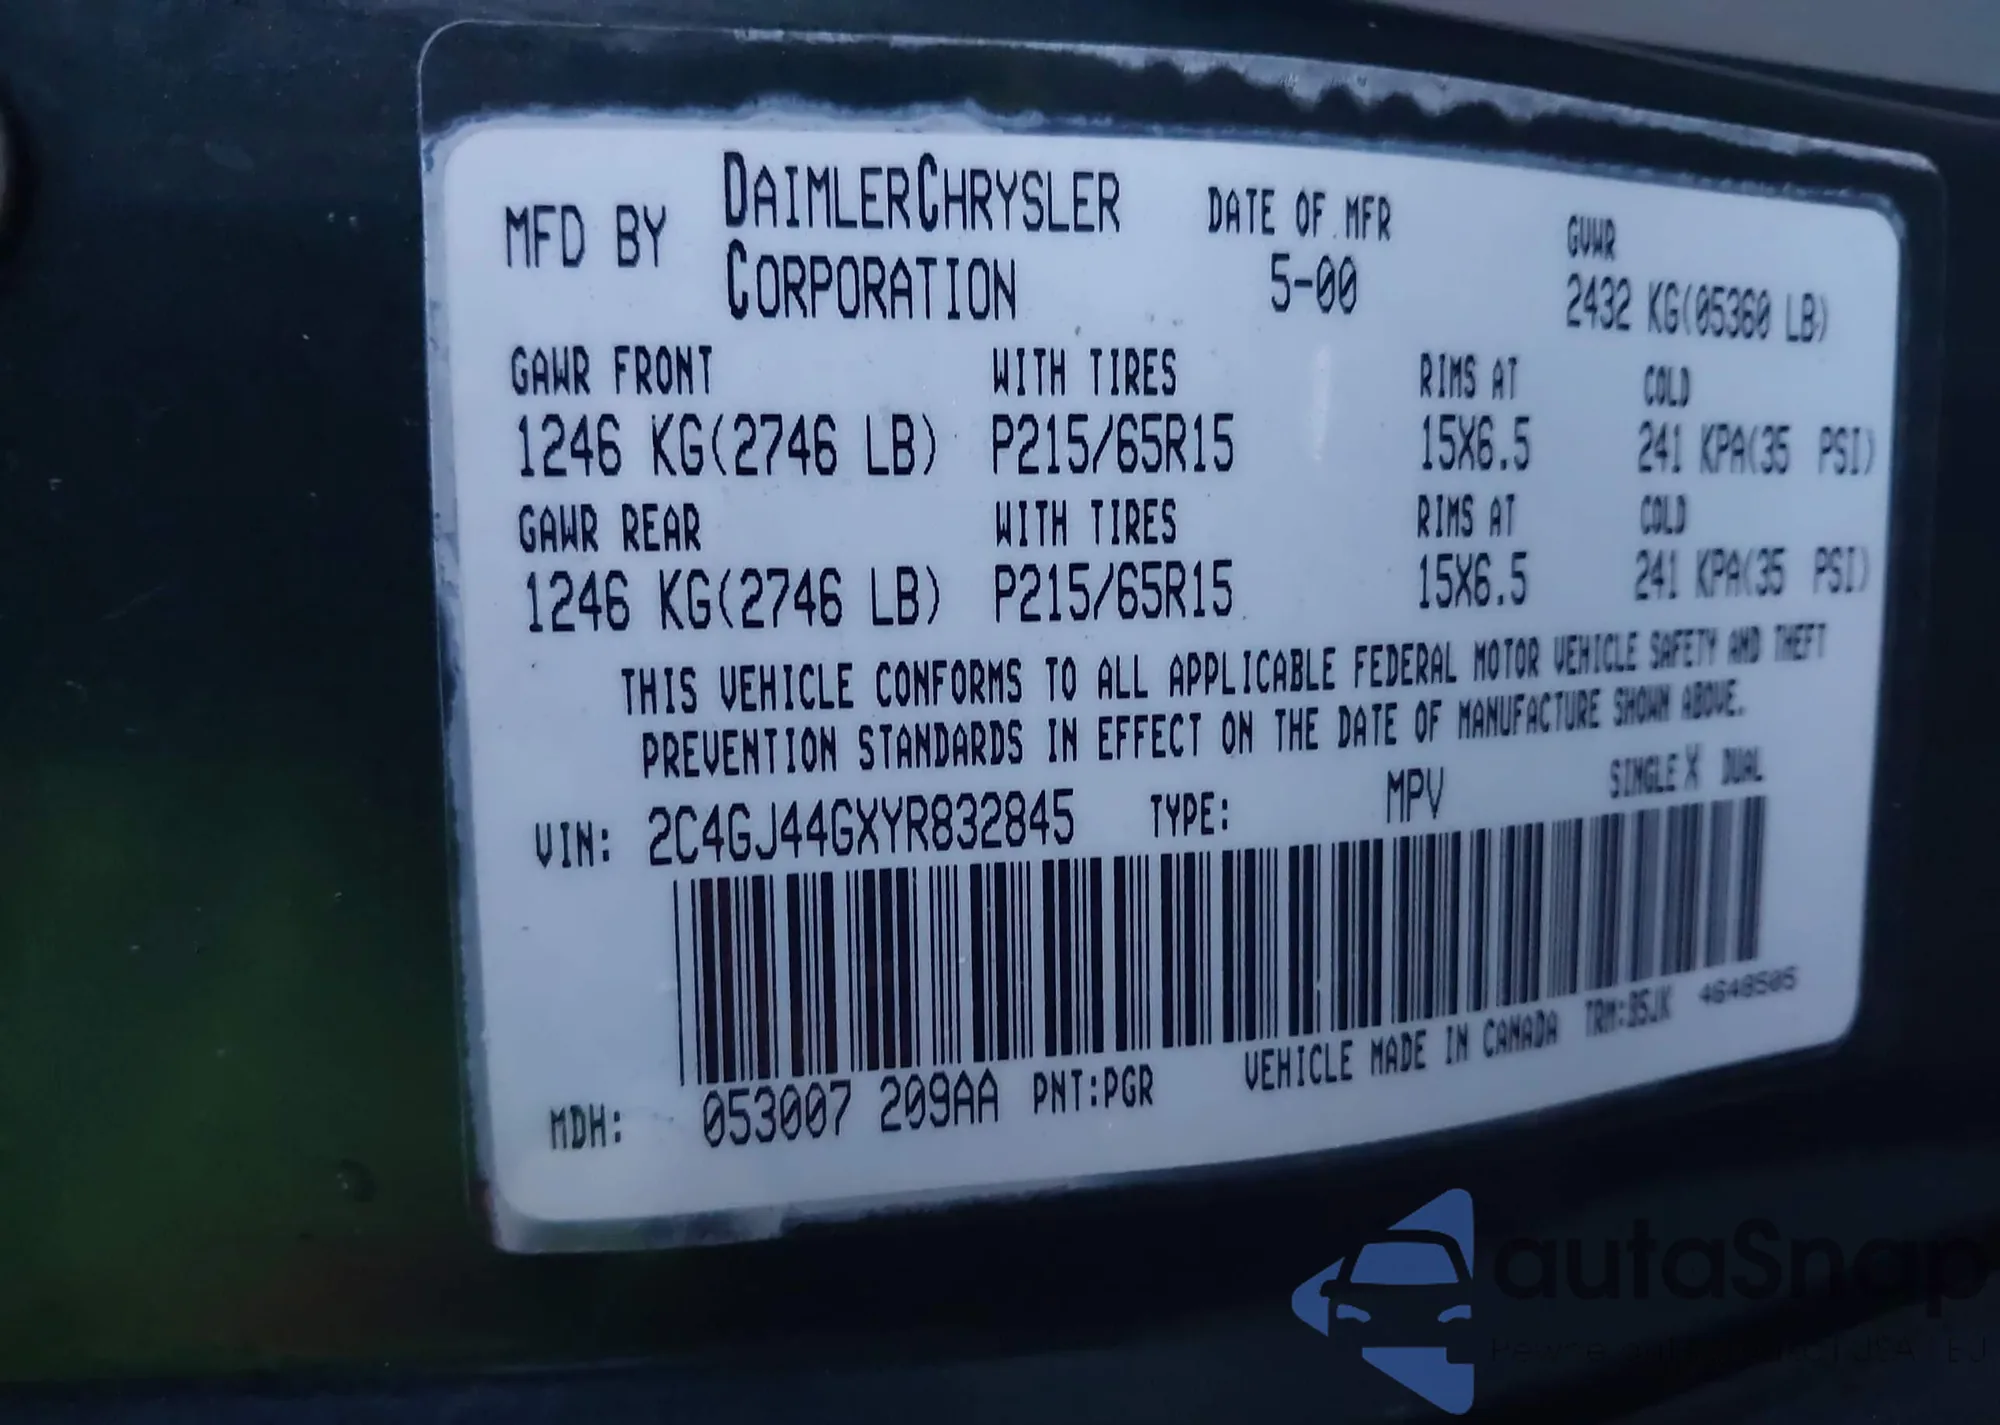 MFD BY DAIMLERCHRYSLER CORPORATION
DATE OF MFR 5-00
GVWR 2432 KG(05360 LB)
GAWR FRONT WITH TIRES RIMS AT COLD
1246 KG(2746 LB) P215/65R15 15X6.5 241 KPA(35 PSI)
GAWR REAR WITH TIRES RIMS AT COLD
1246 KG(2746 LB) P215/65R15 15X6.5 241 KPA(35 PSI)
THIS VEHICLE CONFORMS TO ALL APPLICABLE FEDERAL MOTOR VEHICLE SAFETY AND THEFT
PREVENTION STANDARDS IN EFFECT ON THE DATE OF MANUFACTURE SHOWN ABOVE.
VIN: 2C4GJ44GXYR832845 TYPE: MPV SINGLE X DUAL
MDH: 053007 209AA PNT:PGR VEHICLE MADE IN CANADA 4648505
autaSnap